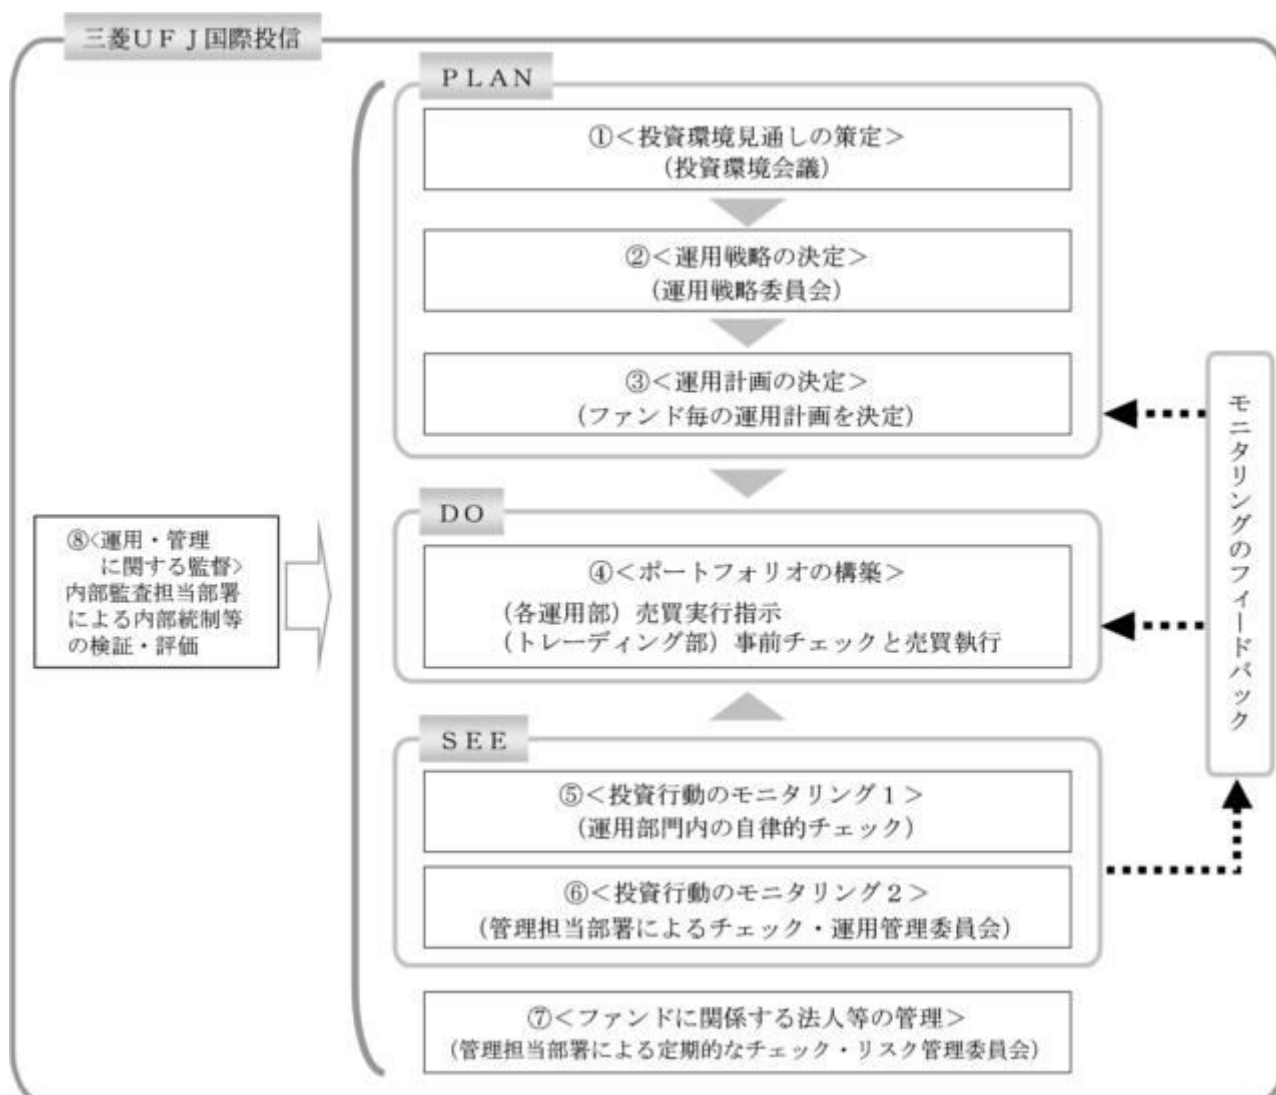 三菱ＵＦＪ国際投信
ＰＬＡＮ
①＜投資環境見通しの策定＞
（投資環境会議）
②＜運用戦略の決定＞
（運用戦略委員会）
③＜運用計画の決定＞
（ファンド毎の運用計画を決定）
ＤＯ
④＜ポートフォリオの構築＞
（各運用部）売買実行指示
（トレーディング部）事前チェックと売買執行
ＳＥＥ
⑤＜投資行動のモニタリング１＞
（運用部門内の自律的チェック）
⑥＜投資行動のモニタリング２＞
（管理担当部署によるチェック・運用管理委員会）
⑦＜ファンドに関係する法人等の管理＞
（管理担当部署による定期的なチェック・リスク管理委員会）
⑧<運用・管理
に関する監督>
内部監査担当部署
による内部統制等
の検証・評価
モニタリングのフィードバック